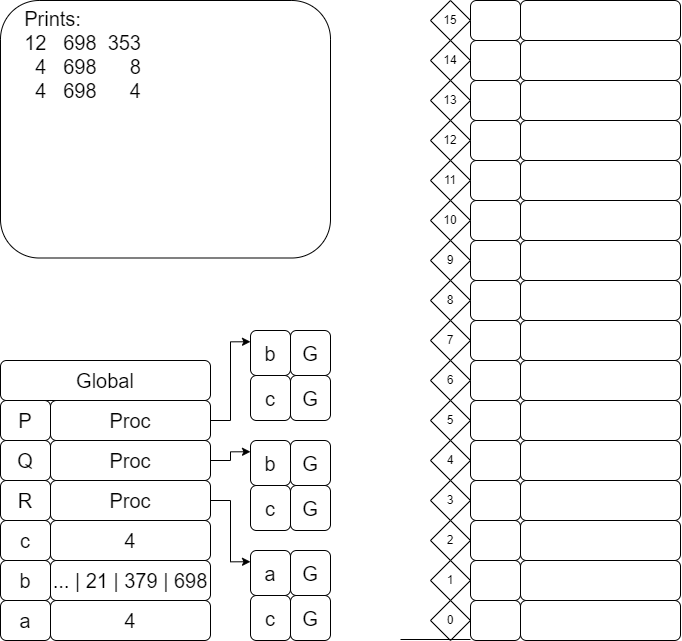 Prints:
12 698 353
4 698 8
4 698 4
Global
P Proc
Q Proc
R Proc
c 4
b ... | 21 | 379 | 698
a 4
b G
c G
b G
c G
a G
c G
15
14
13
12
11
10
9
8
7
6
5
4
3
2
1
0